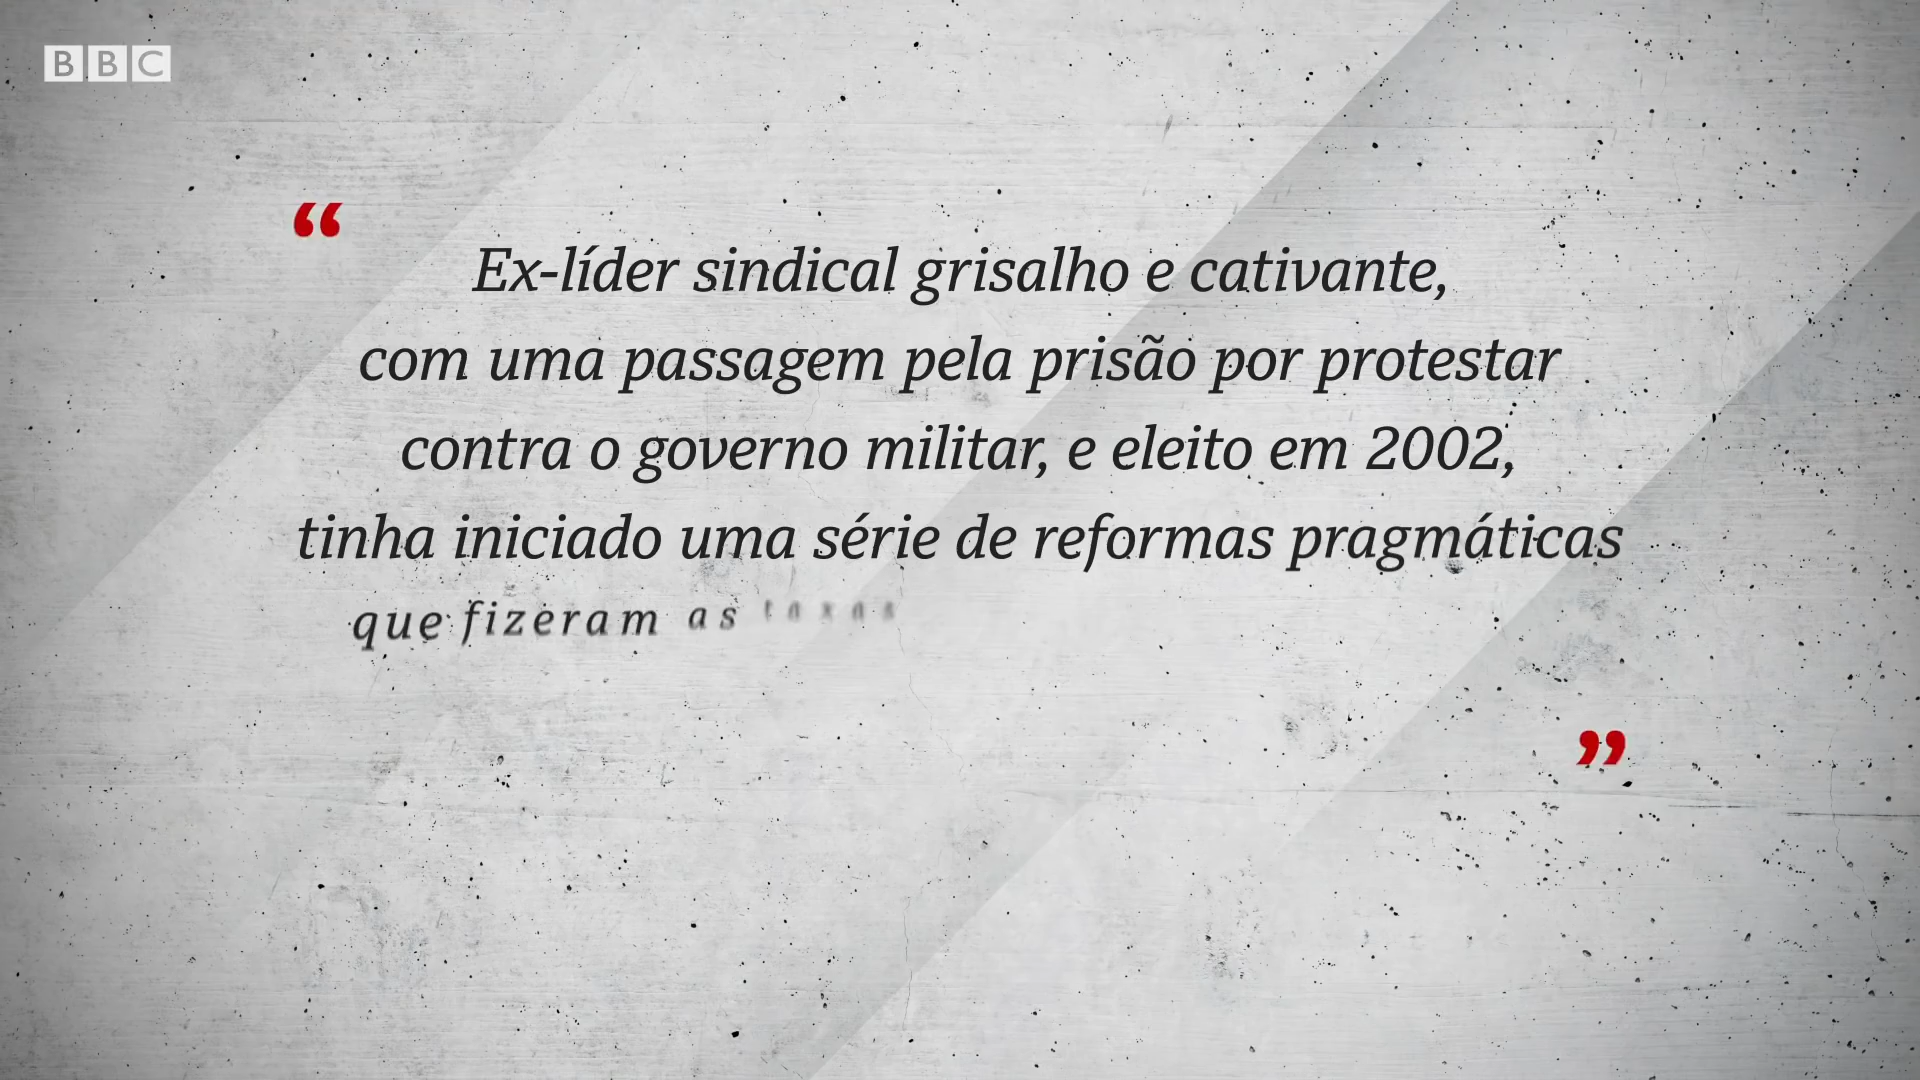 BBC
“
Ex-líder sindical grisalho e cativante,
com uma passagem pela prisão por protestar
contra o governo militar, e eleito em 2002,
tinha iniciado uma série de reformas pragmáticas
que fizeram as taxas
”